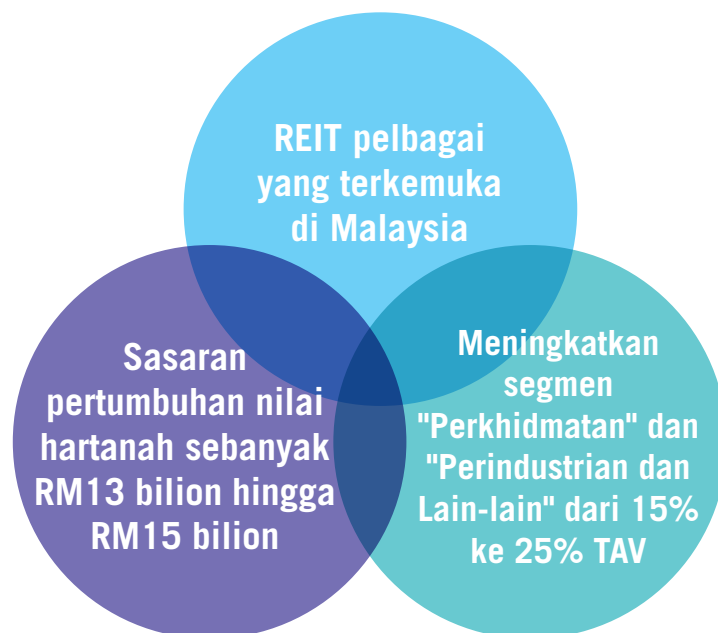 REIT pelbagai
yang terkemuka
di Malaysia
Sasaran
pertumbuhan nilai
hartanah sebanyak
RM13 bilion hingga
RM15 bilion
Meningkatkan
segmen
"Perkhidmatan" dan
"Perindustrian dan
Lain-lain" dari 15%
ke 25% TAV